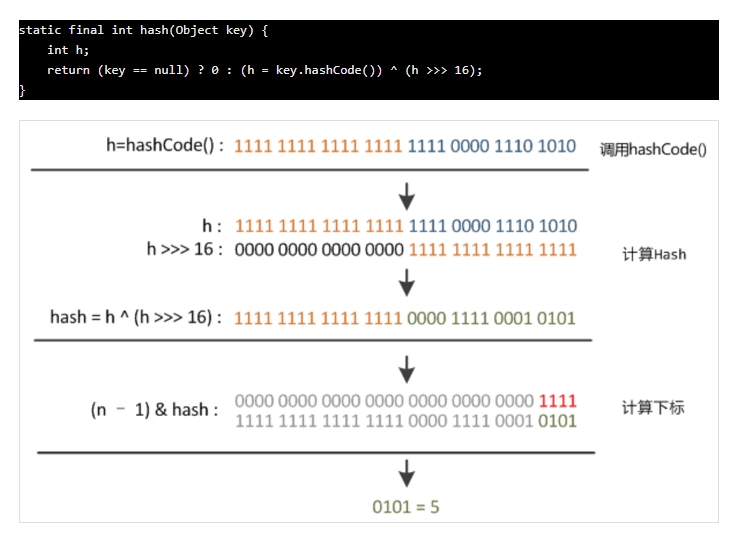 static final int hash(Object key) {
int h;
return (key == null) ? 0 : (h = key.hashCode()) ^ (h >>> 16);
}
h=hashCode() : 1111 1111 1111 1111 1111 0000 1110 1010 调用hashCode()
h : 1111 1111 1111 1111 1111 0000 1110 1010
h >>> 16 : 0000 0000 0000 0000 1111 1111 1111 1111
计算Hash
hash = h ^ (h >>> 16) : 1111 1111 1111 1111 0000 1111 0001 0101
0000 0000 0000 0000 0000 0000 0000 1111
(n － 1) & hash : 1111 1111 1111 1111 0000 1111 0001 0101
计算下标
0101 = 5